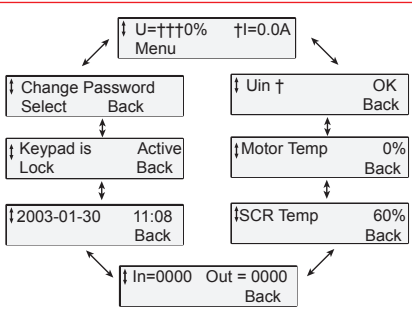 ↕ U=†††0% †I=0.0A
Menu
↕ Change Password
Select Back
↕ Uin † OK
Back
↕ Keypad is Active
Lock Back
↕ Motor Temp 0%
Back
↕ 2003-01-30 11:08
Back
↕ SCR Temp 60%
Back
↕ In=0000 Out = 0000
Back